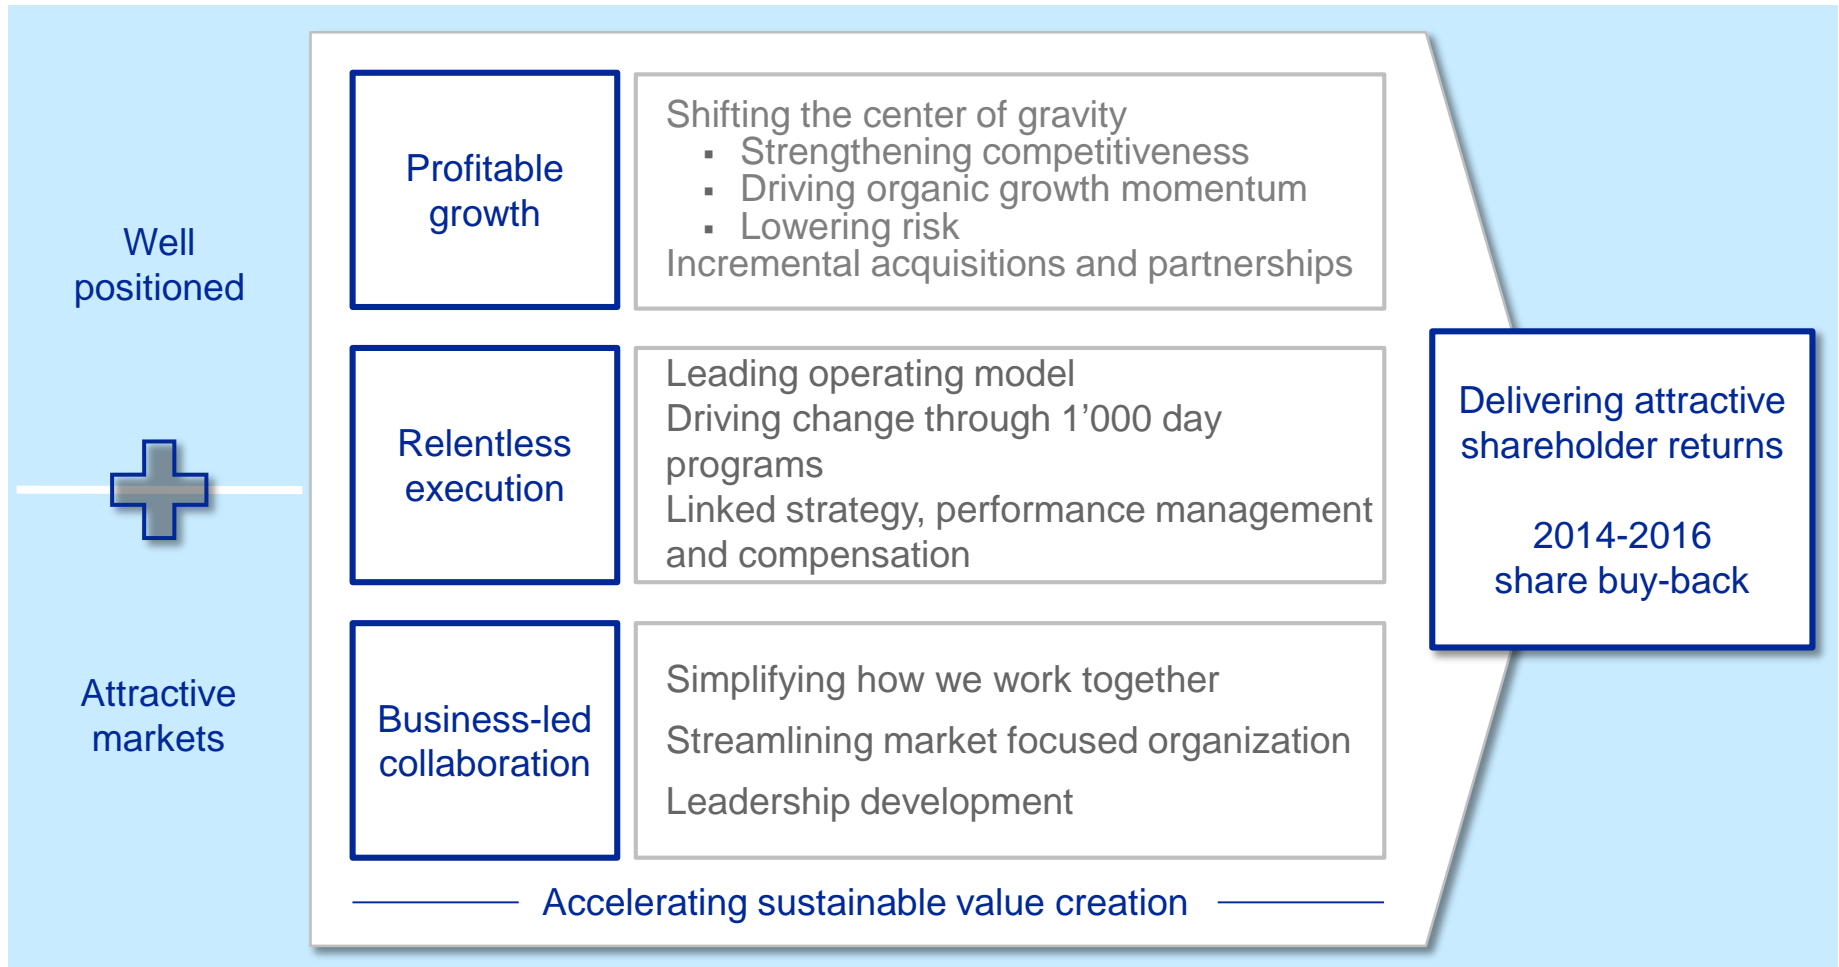 Well
positioned
Attractive
markets
Profitable
growth
Shifting the center of gravity
▪ Strengthening competitiveness
▪ Driving organic growth momentum
▪ Lowering risk
Incremental acquisitions and partnerships
Relentless
execution
Leading operating model
Driving change through 1’000 day
programs
Linked strategy, performance management
and compensation
Business-led
collaboration
Simplifying how we work together
Streamlining market focused organization
Leadership development
Accelerating sustainable value creation
Delivering attractive
shareholder returns
2014-2016
share buy-back